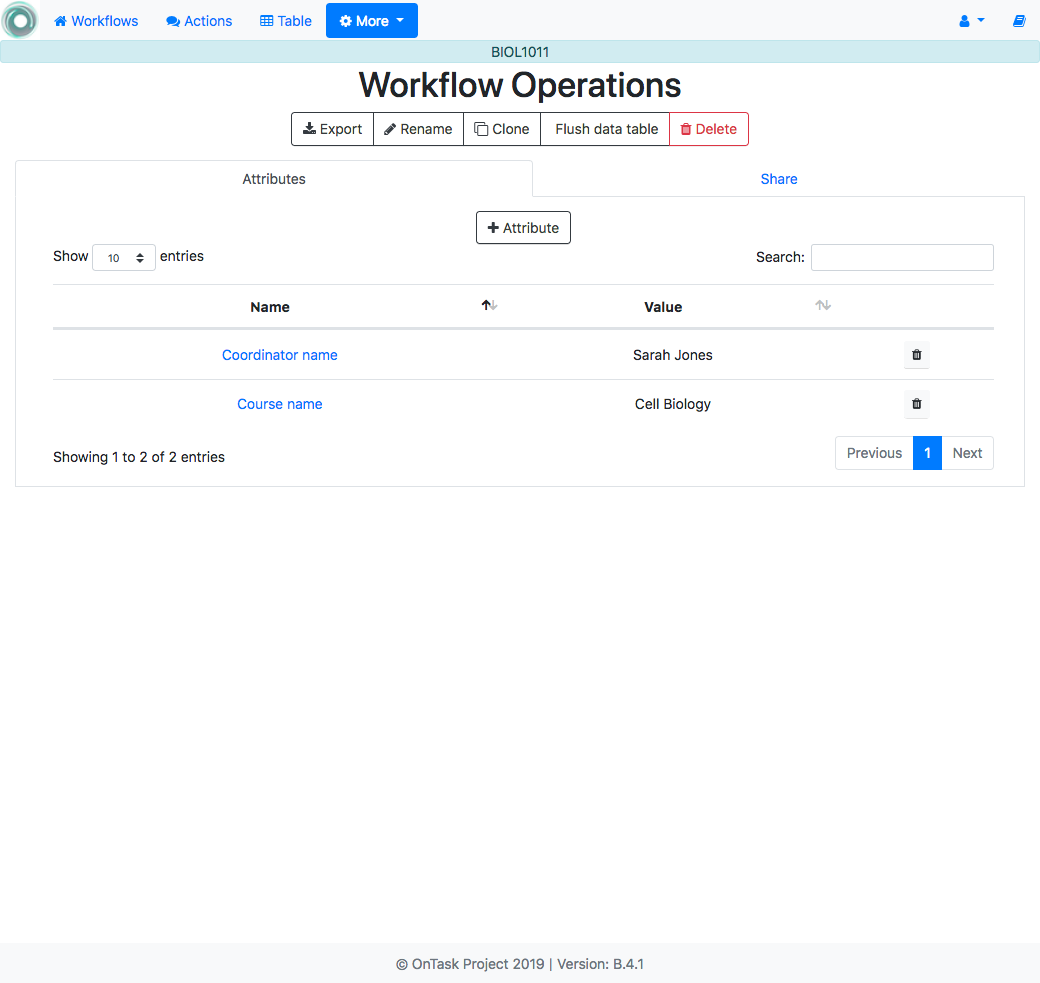 Workflows Actions Table More
BIOL1011
Workflow Operations
Export Rename Clone Flush data table Delete
Attributes Share
Attribute
Show 10 entries Search:
Name Value
Coordinator name Sarah Jones
Course name Cell Biology
Showing 1 to 2 of 2 entries Previous 1 Next
© OnTask Project 2019 | Version: B.4.1